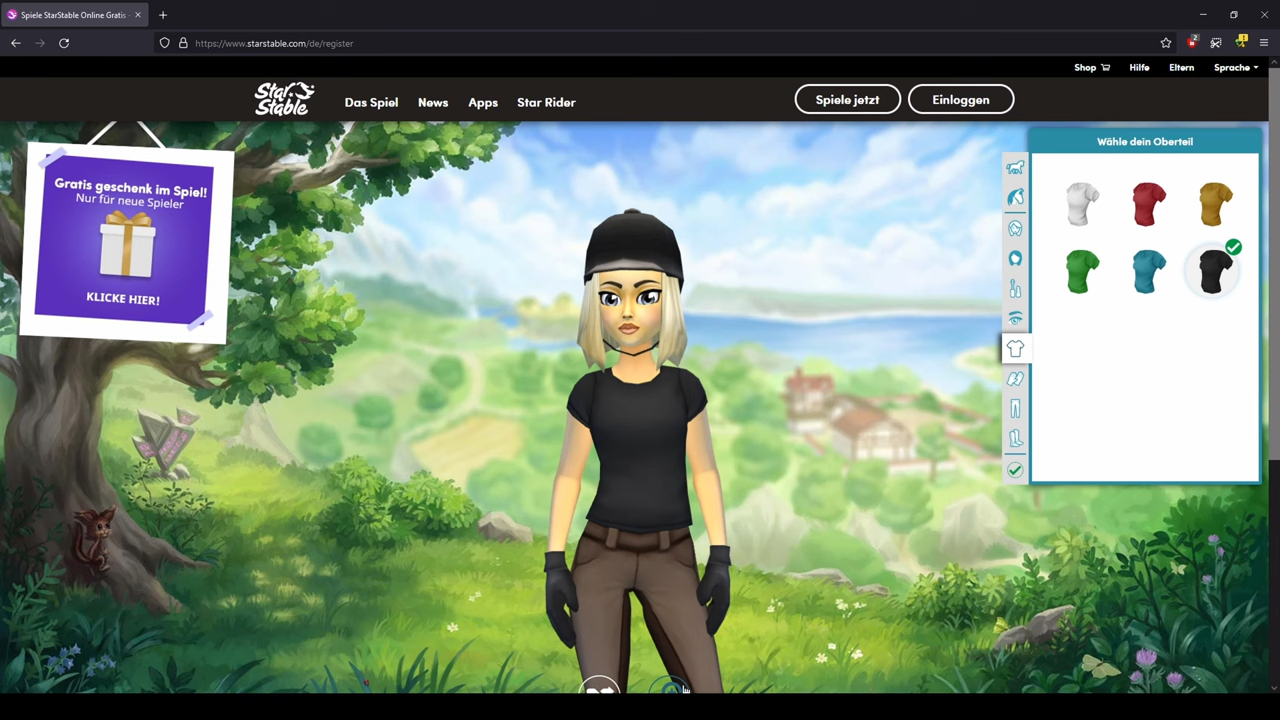 Spiele StarStable Online Gratis
https://www.starstable.com/de/register
2
1
Shop
Hilfe
Eltern
Sprache
Star Stable
Das Spiel
News
Apps
Star Rider
Spiele jetzt
Einloggen
Gratis geschenk im Spiel!
Nur für neue Spieler
KLICKE HIER!
Wähle dein Oberteil